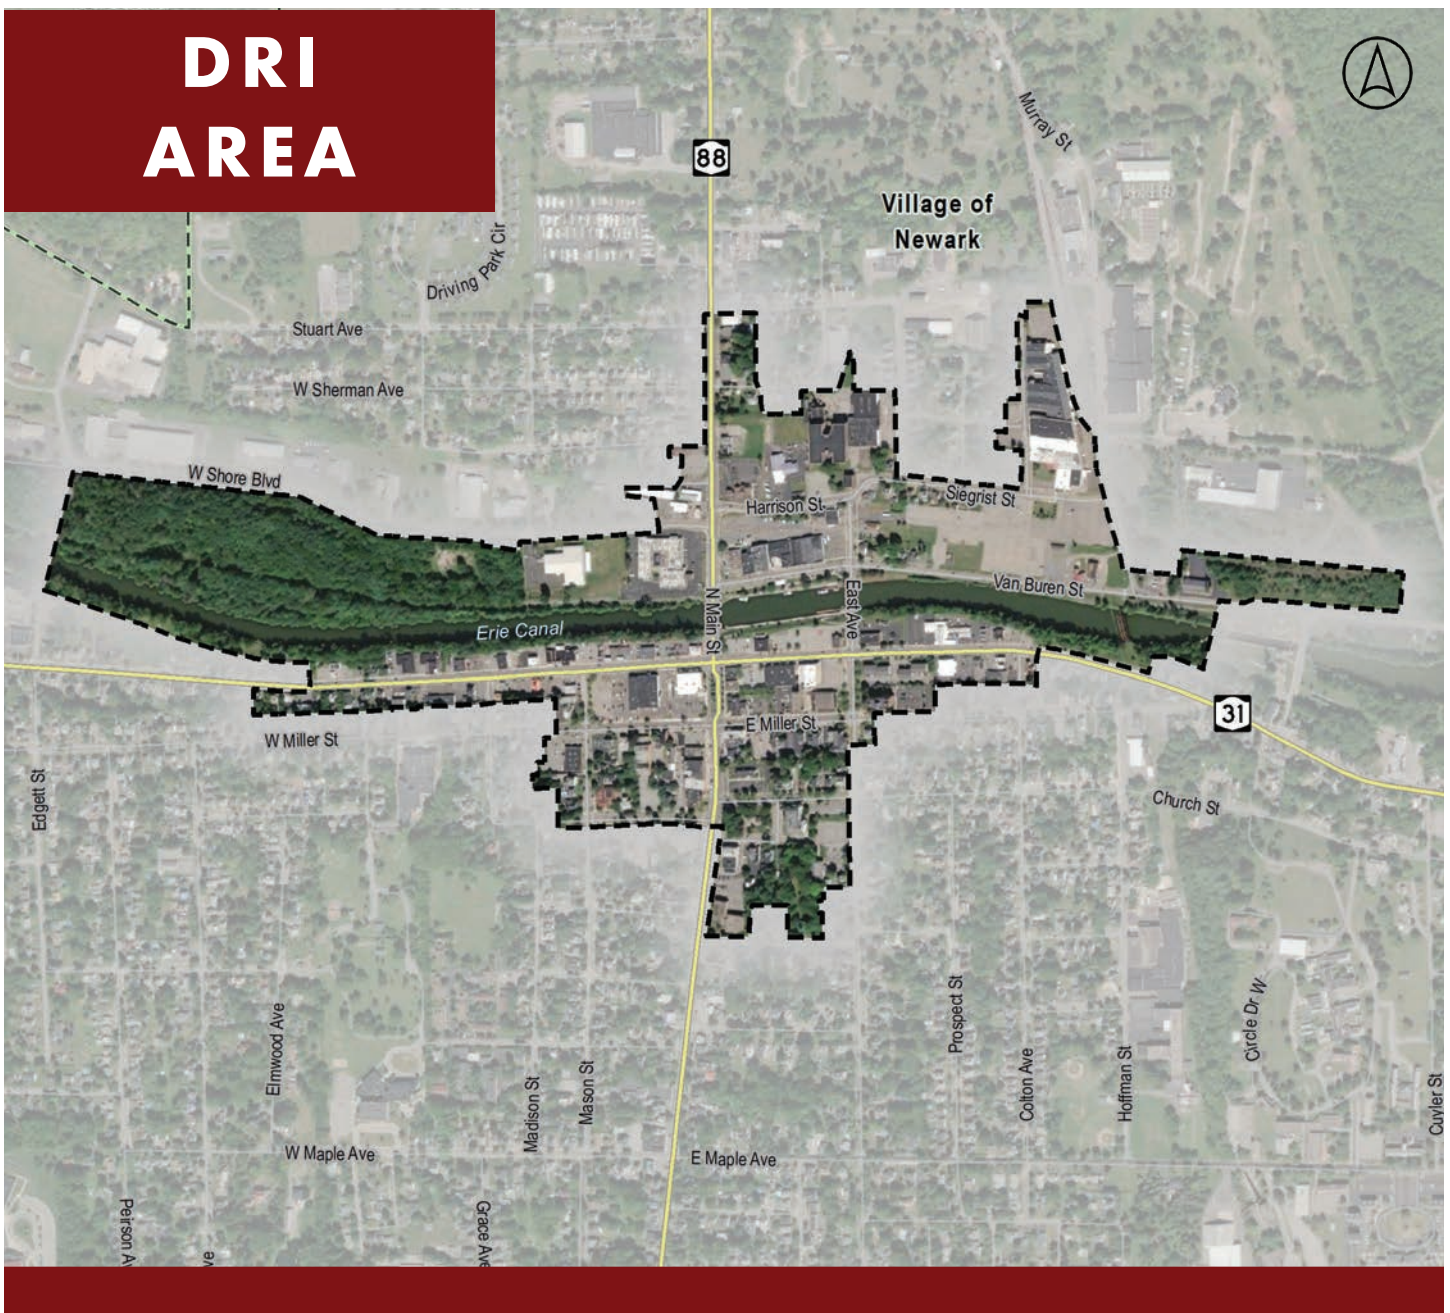 DRI
AREA
88
Murray St
Village of
Newark
Driving Park Cir
Stuart Ave
W Sherman Ave
W Shore Blvd
Harrison St
Siegrist St
Van Buren St
N Main St
East Ave
Erie Canal
31
W Miller St
E Miller St
Edgett St
Church St
Elmwood Ave
Madison St
Mason St
Prospect St
Colton Ave
Hoffman St
Circle Dr W
Cuyler St
W Maple Ave
E Maple Ave
Peirson Av
e
Grace Ave